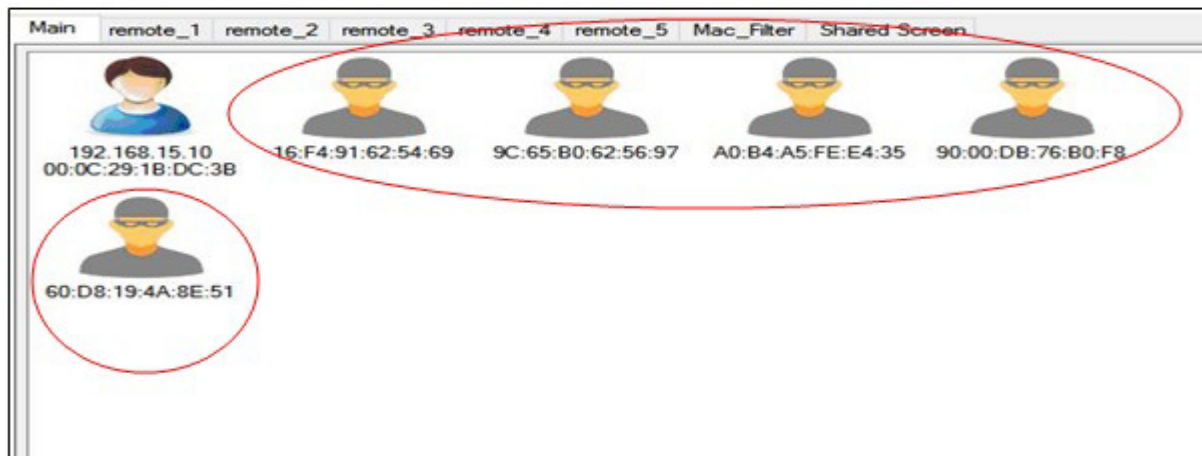 Main remote_1 remote_2 remote_3 remote_4 remote_5 Mac_Filter Shared Screen
192.168.15.10 16:F4:91:62:54:69 9C:65:B0:62:56:97 A0:B4:A5:FE:E4:35 90:00:DB:76:B0:F8
00:0C:29:1B:DC:3B
60:D8:19:4A:8E:51